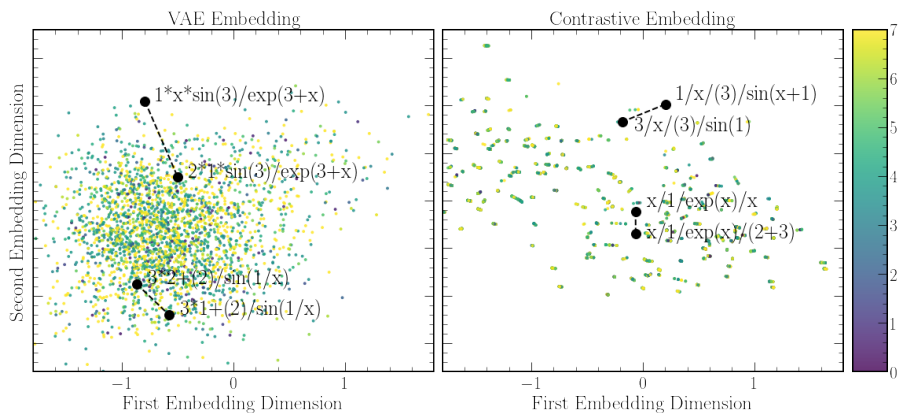 VAE Embedding
Contrastive Embedding
1*x*sin(3)/exp(3+x)
2*1*sin(3)/exp(3+x)
3*2+(2)/sin(1/x)
3*1+(2)/sin(1/x)
1/x/(3)/sin(x+1)
3/x/(3)/sin(1)
x/1/exp(x)/x
x/1/exp(x)/(2+3)
7
6
5
4
3
2
1
0
Second Embedding Dimension
−1
0
1
−1
0
1
First Embedding Dimension
First Embedding Dimension